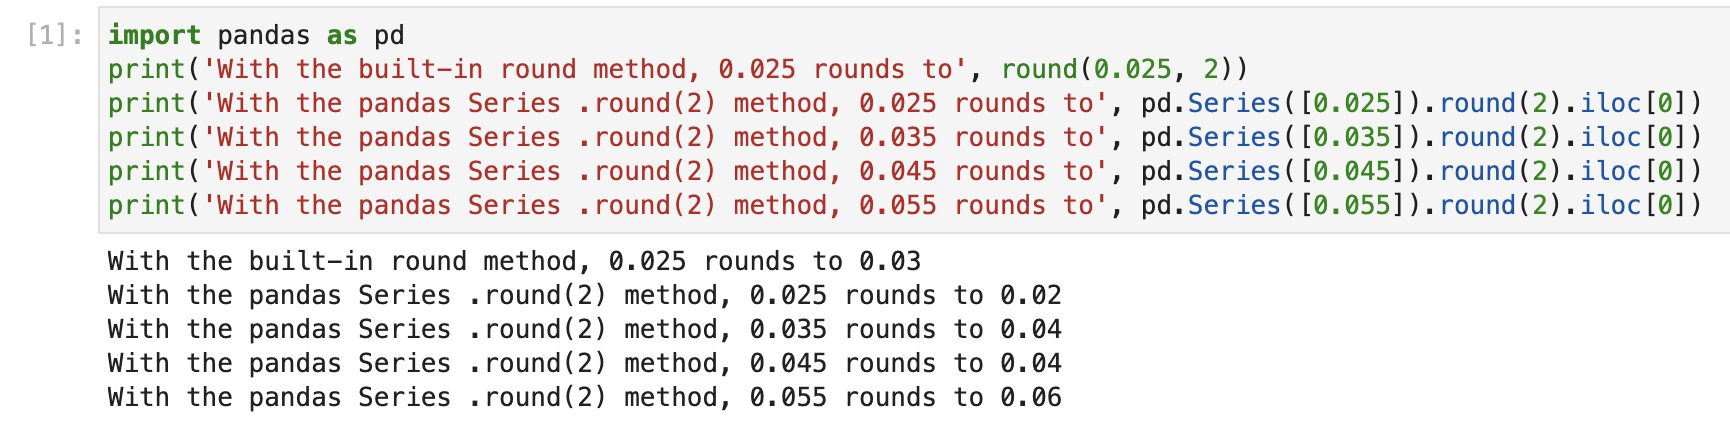 [1]: import pandas as pd
print('With the built-in round method, 0.025 rounds to', round(0.025, 2))
print('With the pandas Series .round(2) method, 0.025 rounds to', pd.Series([0.025]).round(2).iloc[0])
print('With the pandas Series .round(2) method, 0.035 rounds to', pd.Series([0.035]).round(2).iloc[0])
print('With the pandas Series .round(2) method, 0.045 rounds to', pd.Series([0.045]).round(2).iloc[0])
print('With the pandas Series .round(2) method, 0.055 rounds to', pd.Series([0.055]).round(2).iloc[0])
With the built-in round method, 0.025 rounds to 0.03
With the pandas Series .round(2) method, 0.025 rounds to 0.02
With the pandas Series .round(2) method, 0.035 rounds to 0.04
With the pandas Series .round(2) method, 0.045 rounds to 0.04
With the pandas Series .round(2) method, 0.055 rounds to 0.06